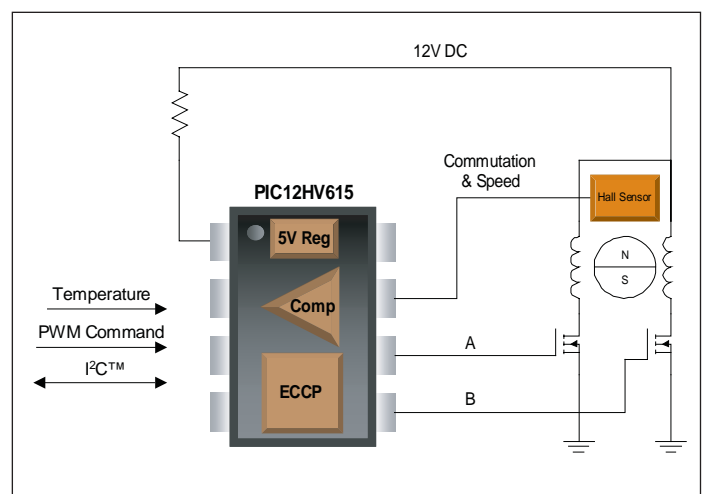 12V DC
Commutation
& Speed
PIC12HV615
Hall Sensor
5V Reg
N
S
Temperature
Comp
PWM Command
A
I²C™
ECCP
B